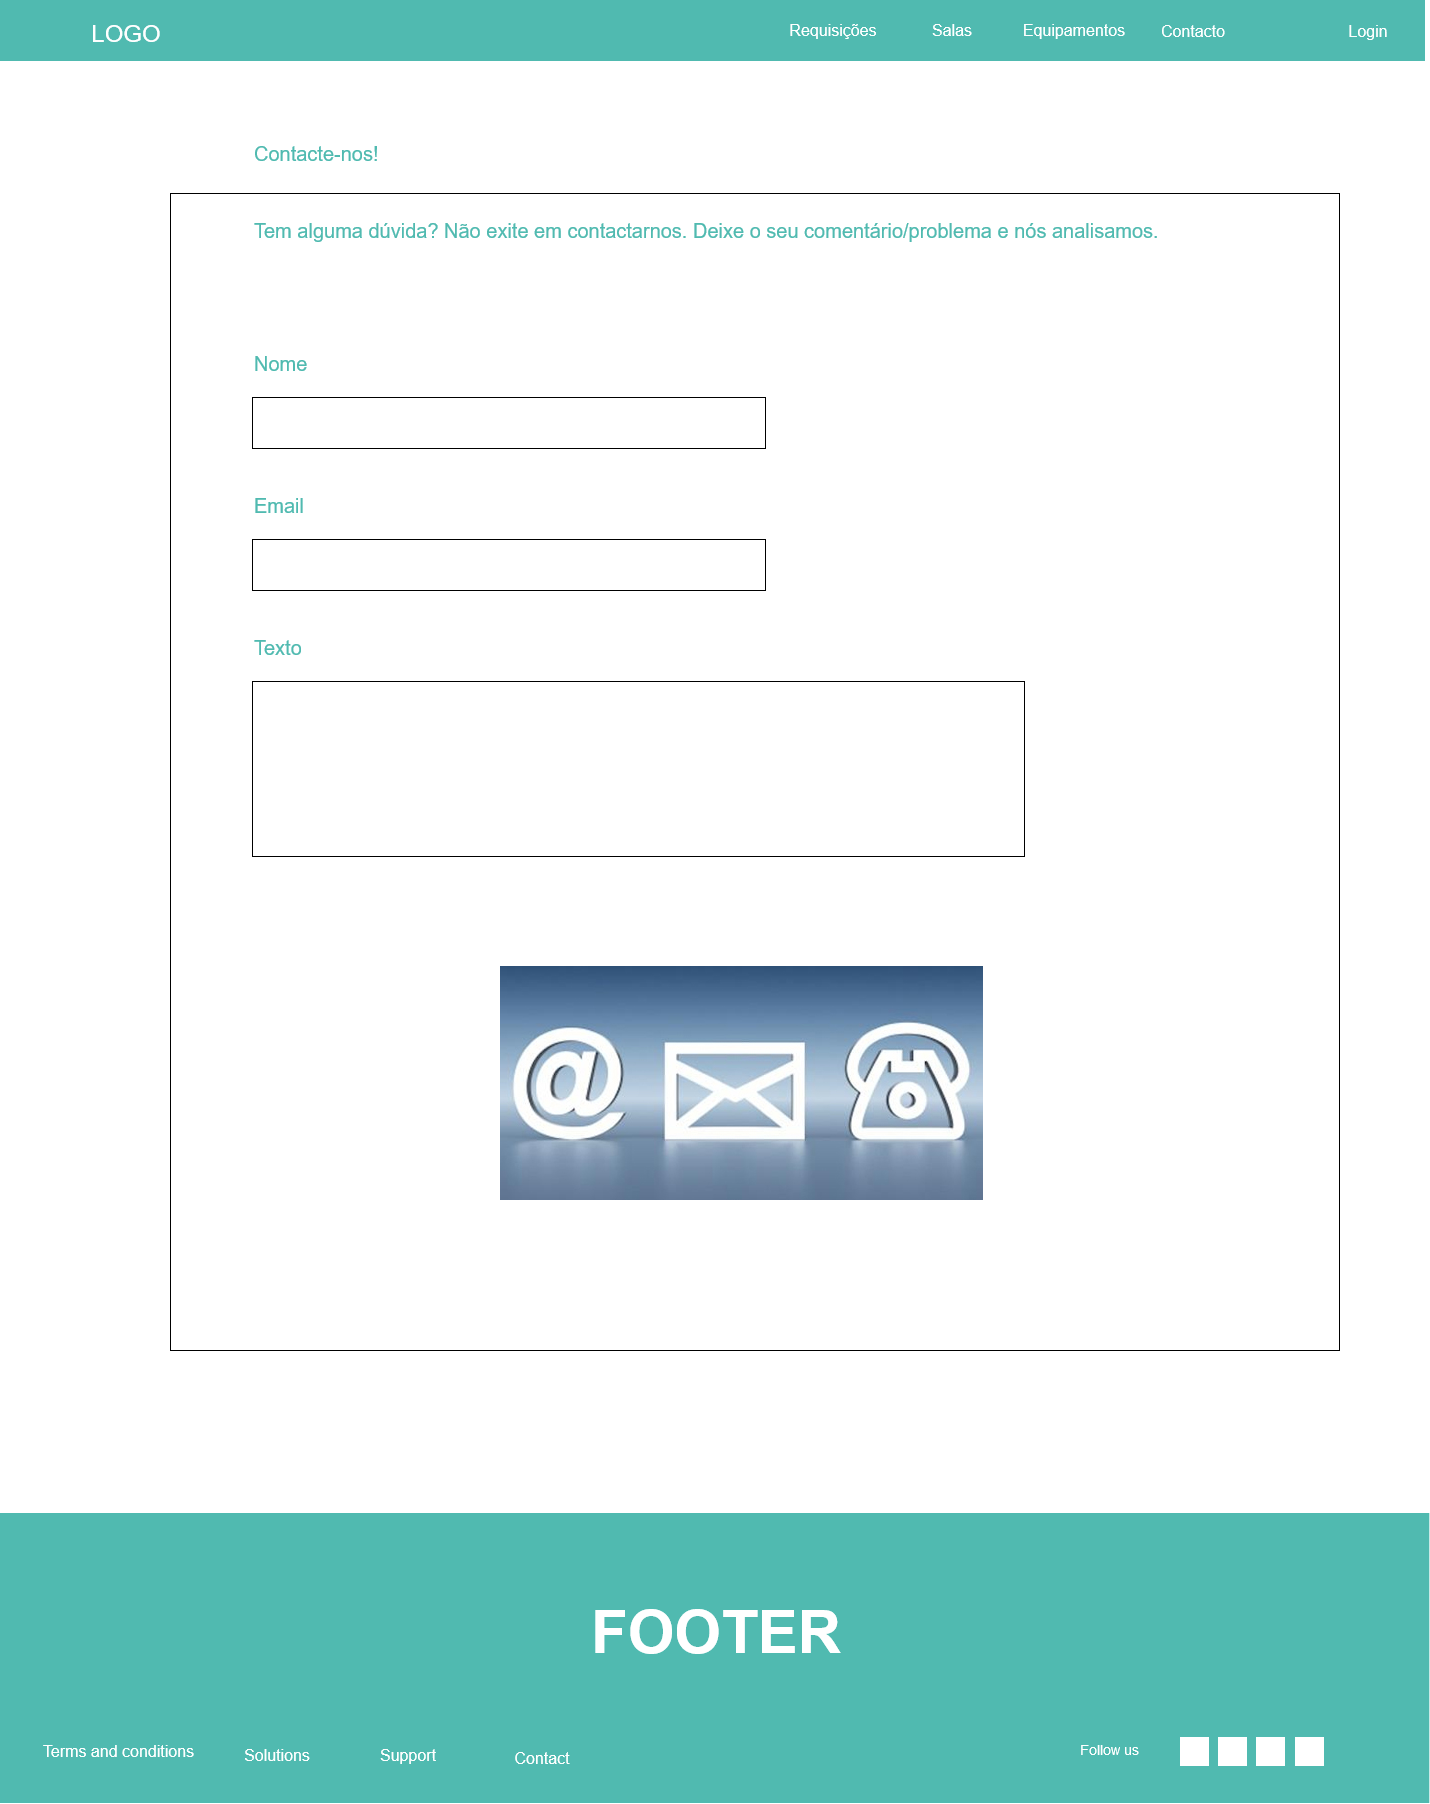 LOGO Requisições Salas Equipamentos Contacto Login
Contacte-nos!
Tem alguma dúvida? Não exite em contactarnos. Deixe o seu comentário/problema e nós analisamos.
Nome
Email
Texto
@
FOOTER
Terms and conditions Solutions Support Contact Follow us